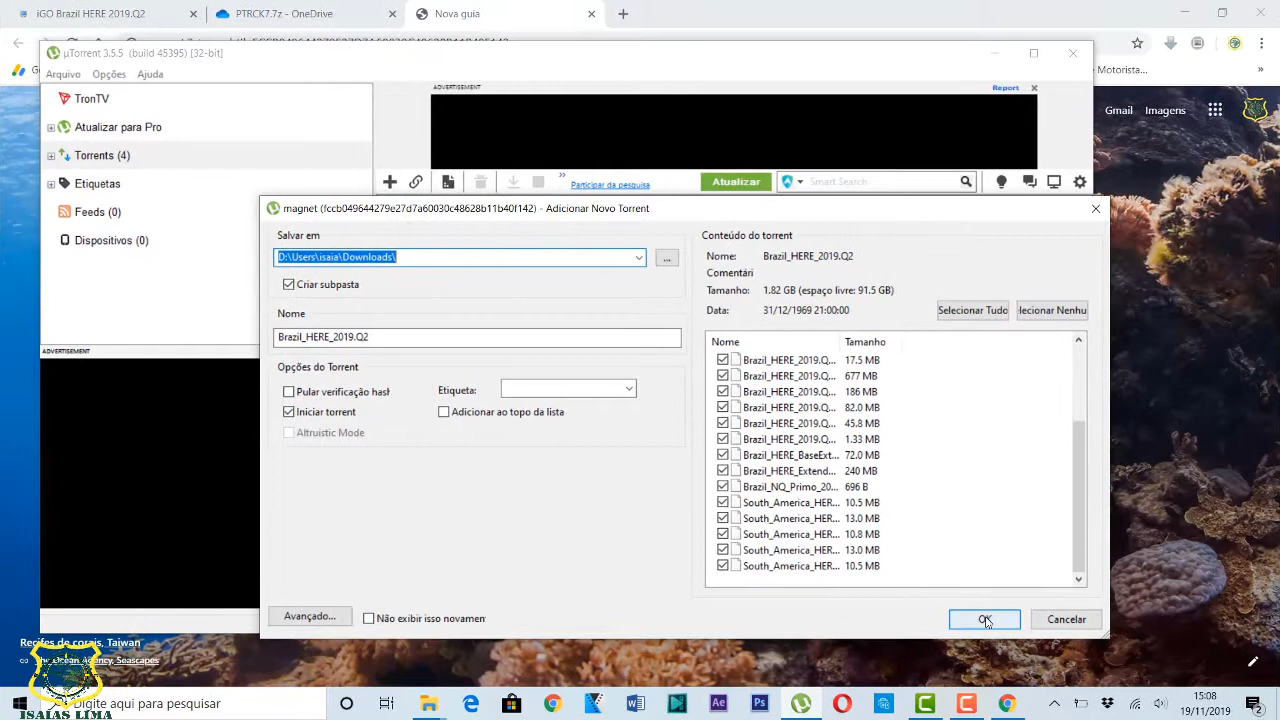 iGO Brazil HERE 2019.Q2
PTRCK7.7z - OneDrive
Nova guia
µTorrent 3.5.5 (build 45395) [32-bit]
Arquivo Opções Ajuda
Motorista...
»
Gmail Imagens
TronTV
Atualizar para Pro
Torrents (4)
Etiquetas
Feeds (0)
Dispositivos (0)
ADVERTISEMENT
Report
Participar da pesquisa
Atualizar
Smart Search
ADVERTISEMENT
magnet (fccb049644279e27d7a60030c48628b11b40f142) - Adicionar Novo Torrent
Salvar em
D:\Users\isaia\Downloads\
...
Criar subpasta
Nome
Brazil_HERE_2019.Q2
Opções do Torrent
Pular verificação hash
Etiqueta:
Iniciar torrent
Adicionar ao topo da lista
Altruistic Mode
Avançado...
Não exibir isso novamen
Conteúdo do torrent
Nome: Brazil_HERE_2019.Q2
Comentári
Tamanho: 1.82 GB (espaço livre: 91.5 GB)
Data: 31/12/1969 21:00:00
Selecionar Tudo
lecionar Nenhu
Nome Tamanho
Brazil_HERE_2019.Q... 17.5 MB
Brazil_HERE_2019.Q... 677 MB
Brazil_HERE_2019.Q... 186 MB
Brazil_HERE_2019.Q... 82.0 MB
Brazil_HERE_2019.Q... 45.8 MB
Brazil_HERE_2019.Q... 1.33 MB
Brazil_HERE_BaseExt... 72.0 MB
Brazil_HERE_Extend... 240 MB
Brazil_NQ_Primo_20... 696 B
South_America_HER... 10.5 MB
South_America_HER... 13.0 MB
South_America_HER... 10.8 MB
South_America_HER... 13.0 MB
South_America_HER... 10.5 MB
OK
Cancelar
Recifes de corais, Taiwan
The Ocean Agency, Seascapes
Digite aqui para pesquisar
ISAIAS LIMA
15:08
19/11/2019